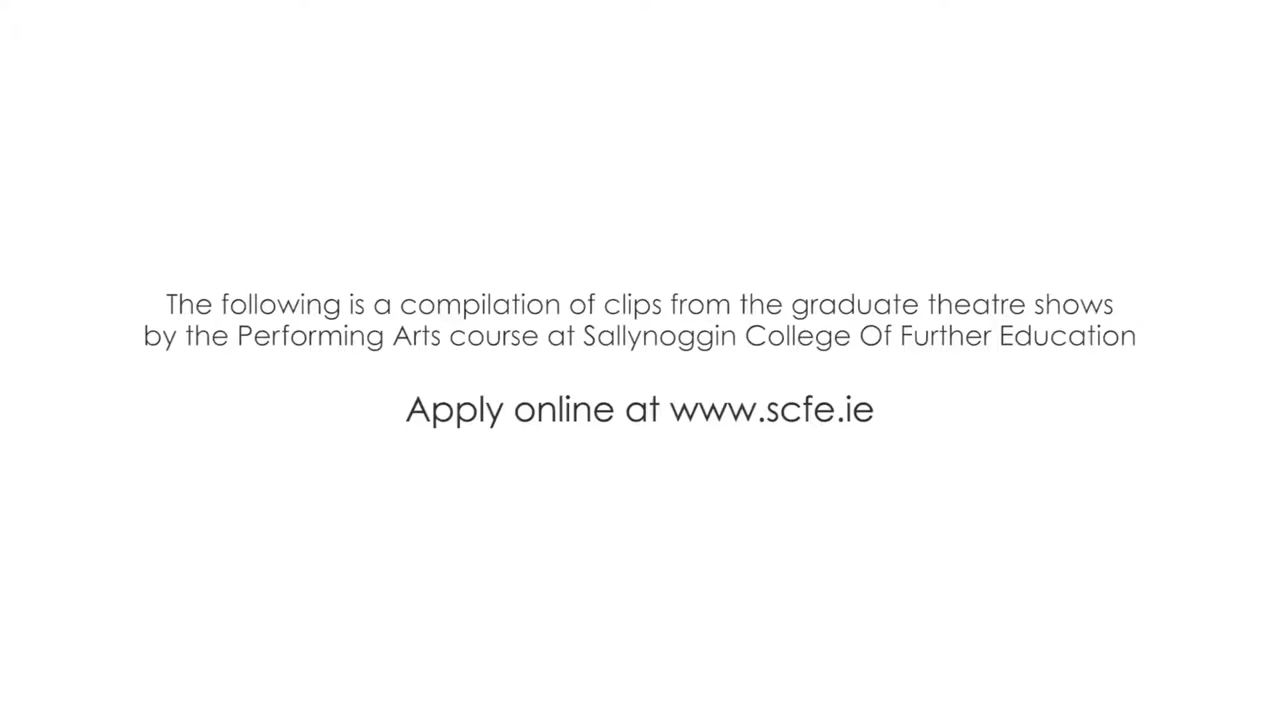 The following is a compilation of clips from the graduate theatre shows
by the Performing Arts course at Sallynoggin College Of Further Education
Apply online at www.scfe.ie